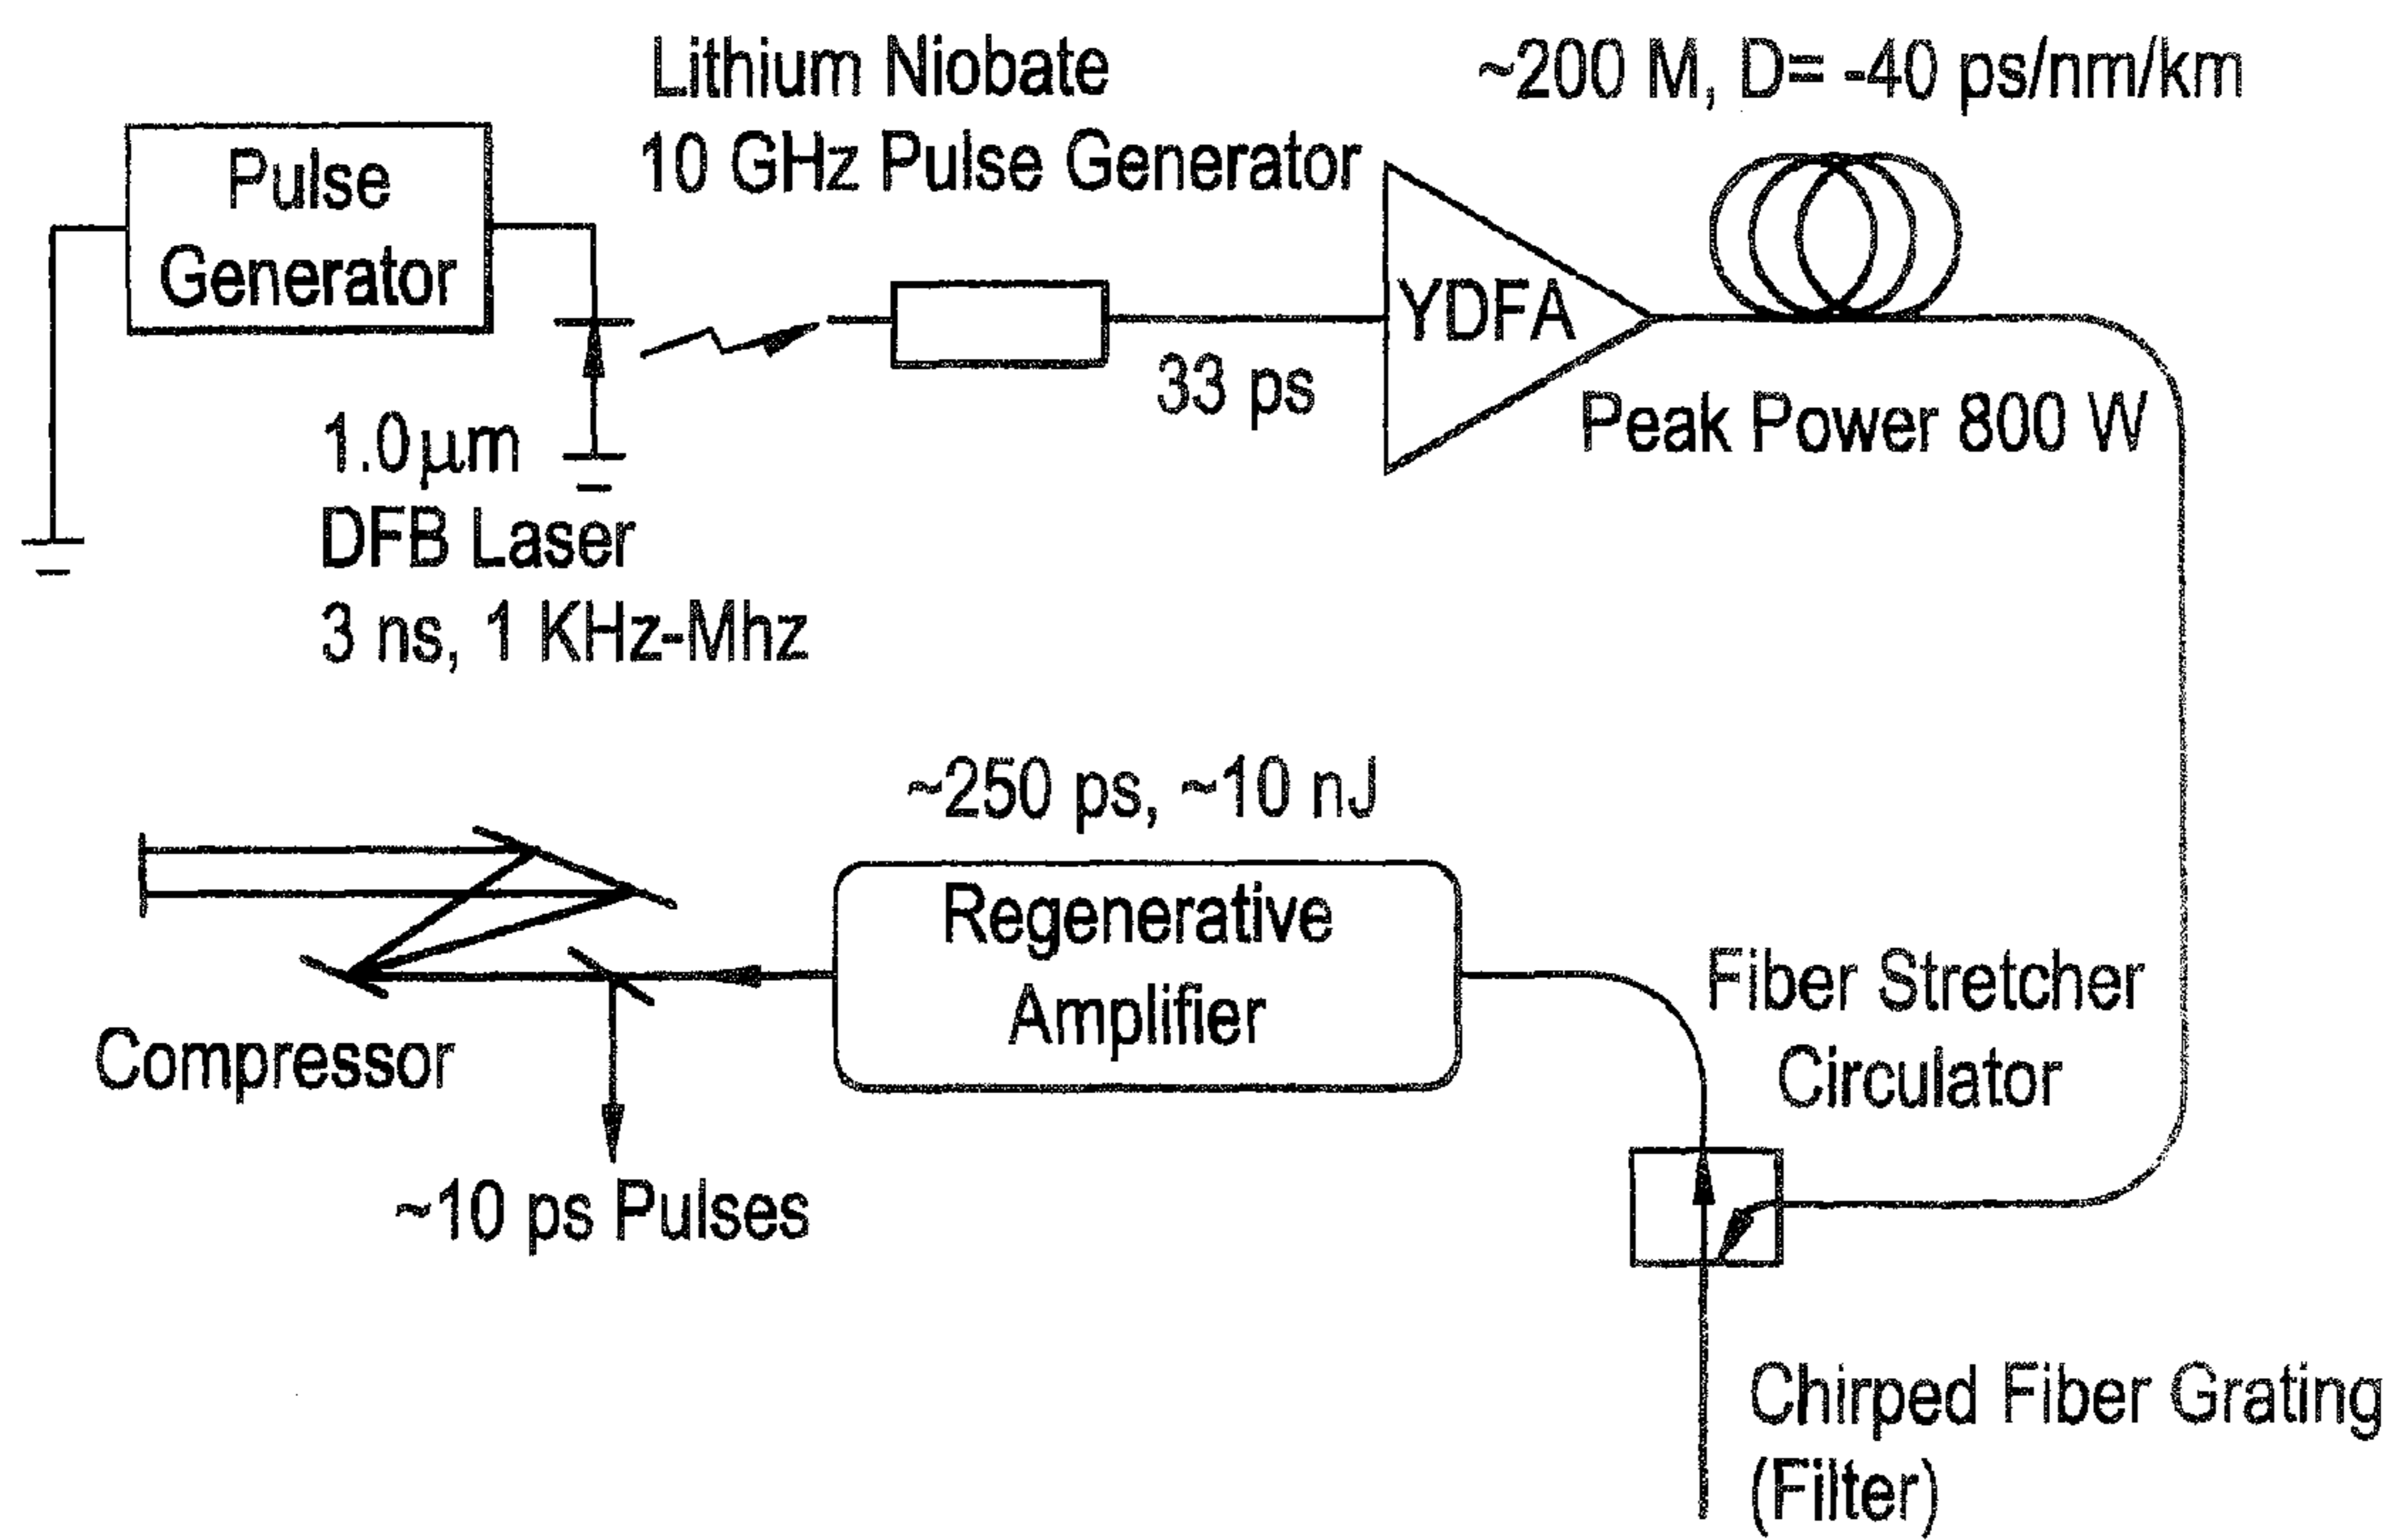 Lithium Niobate
10 GHz Pulse Generator
~200 M, D= -40 ps/nm/km
Pulse
Generator
YDFA
33 ps
Peak Power 800 W
1.0μm
DFB Laser
3 ns, 1 KHz-Mhz
~250 ps, ~10 nJ
Regenerative
Amplifier
Fiber Stretcher
Circulator
Compressor
~10 ps Pulses
Chirped Fiber Grating
(Filter)